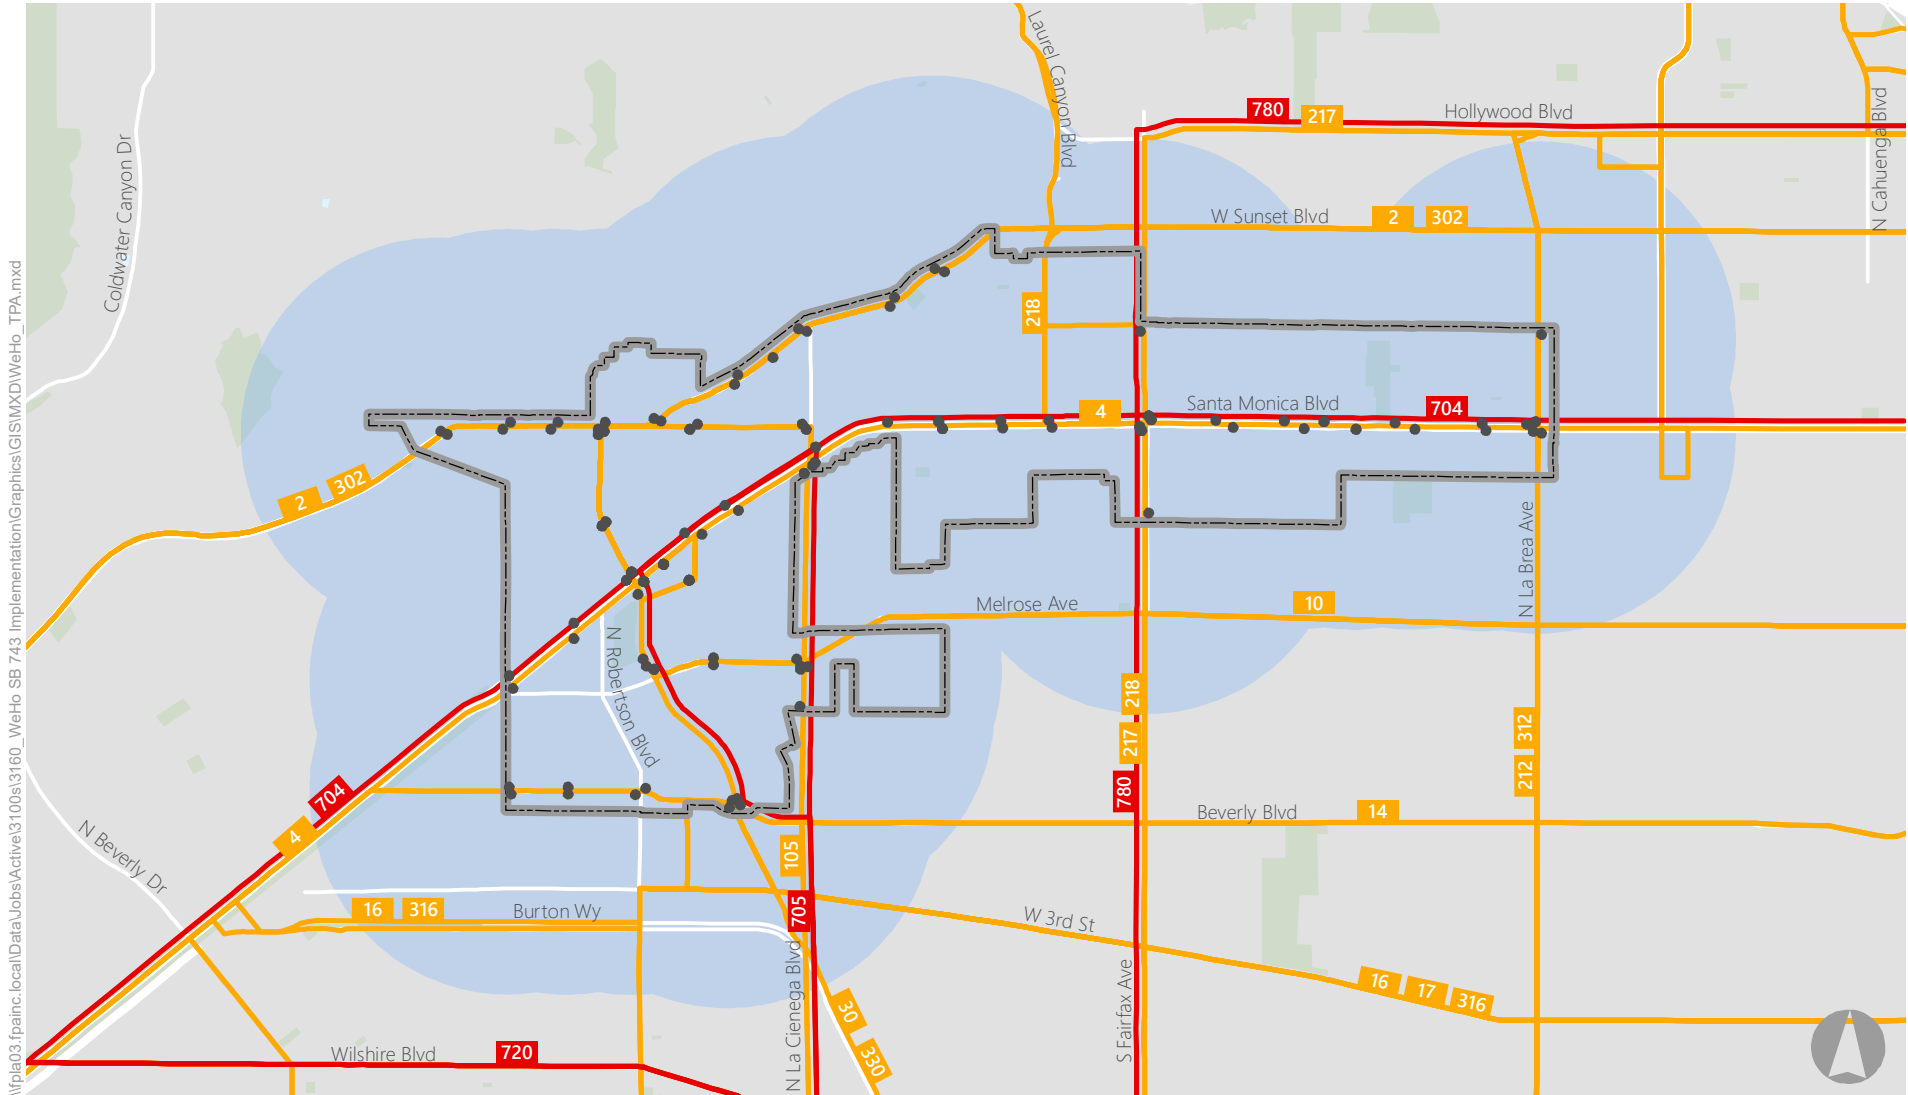 \\fpla03.fpainc.local\Data\Jobs\Active\3100s\3160_WeHo SB 743 Implementation\Graphics\GIS\MXD\WeHo_TPA.mxd
Coldwater Canyon Dr
Laurel Canyon Blvd
780
217
Hollywood Blvd
N Cahuenga Blvd
W Sunset Blvd
2
302
218
4
Santa Monica Blvd
704
2
302
N La Brea Ave
Melrose Ave
10
N Robertson Blvd
218
217
780
312
212
704
4
N Beverly Dr
Beverly Blvd
14
105
705
16
316
Burton Wy
W 3rd St
N La Cienega Blvd
S Fairfax Ave
16
17
316
30
330
Wilshire Blvd
720